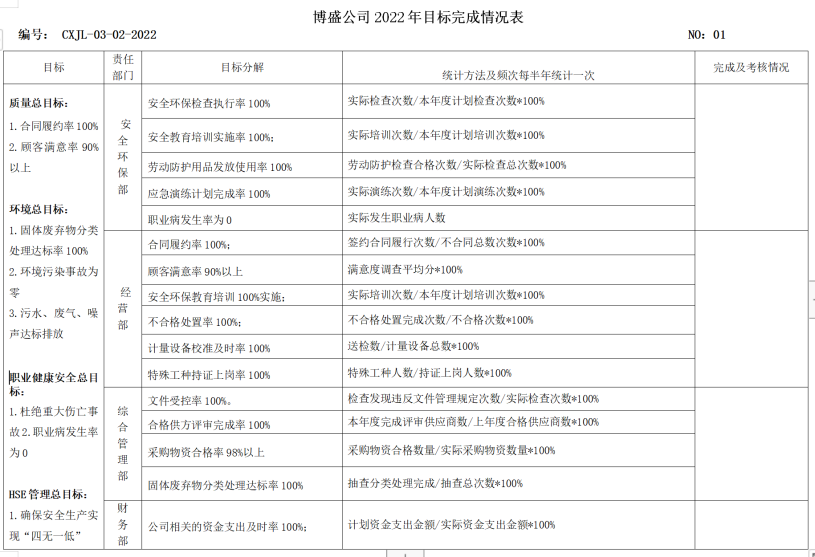 博盛公司 2022 年目标完成情况表
编号： CXJL-03-02-2022 NO：01
目标 责任部门 目标分解 统计方法及频次每半年统计一次 完成及考核情况
质量总目标：
1. 合同履约率 100%
2. 顾客满意率 90%
以上
环境总目标：
1. 固体废弃物分类
处理达标率 100%
2. 环境污染事故为
零
3. 污水、废气、噪
声达标排放
职业健康安全总目
标：
1. 杜绝重大伤亡事
故 2. 职业病发生率
为 0
HSE 管理总目标：
1. 确保安全生产实
现“四无一低”
安全环保部
安全环保检查执行率 100% 实际检查次数/本年度计划检查次数*100%
安全教育培训实施率 100%； 实际培训次数/本年度计划培训次数*100%
劳动防护用品发放使用率 100% 劳动防护检查合格次数/实际检查总次数*100%
应急演练计划完成率 100% 实际演练次数/本年度计划演练次数*100%
职业病发生率为 0 实际发生职业病人数
经营部
合同履约率 100%； 签约合同履行次数/不合同总数次数*100%
顾客满意率 90%以上 满意度调查平均分*100%
安全环保教育培训 100%实施； 实际培训次数/本年度计划培训次数*100%
不合格处置率 100%； 不合格处置完成次数/不合格次数*100%
计量设备校准及时率 100% 送检数/计量设备总数*100%
特殊工种持证上岗率 100% 特殊工种人数/持证上岗人数*100%
综合管理部
文件受控率 100%。 检查发现违反文件管理规定次数/实际检查次数*100%
合格供方评审完成率 100% 本年度完成评审供应商数/上年度合格供应商数*100%
采购物资合格率 98%以上 采购物资合格数量/实际采购物资数量*100%
固体废弃物分类处理达标率 100% 抽查分类处理完成/抽查总次数*100%
财务部
公司相关的资金支出及时率 100%； 计划资金支出金额/实际资金支出金额*100%